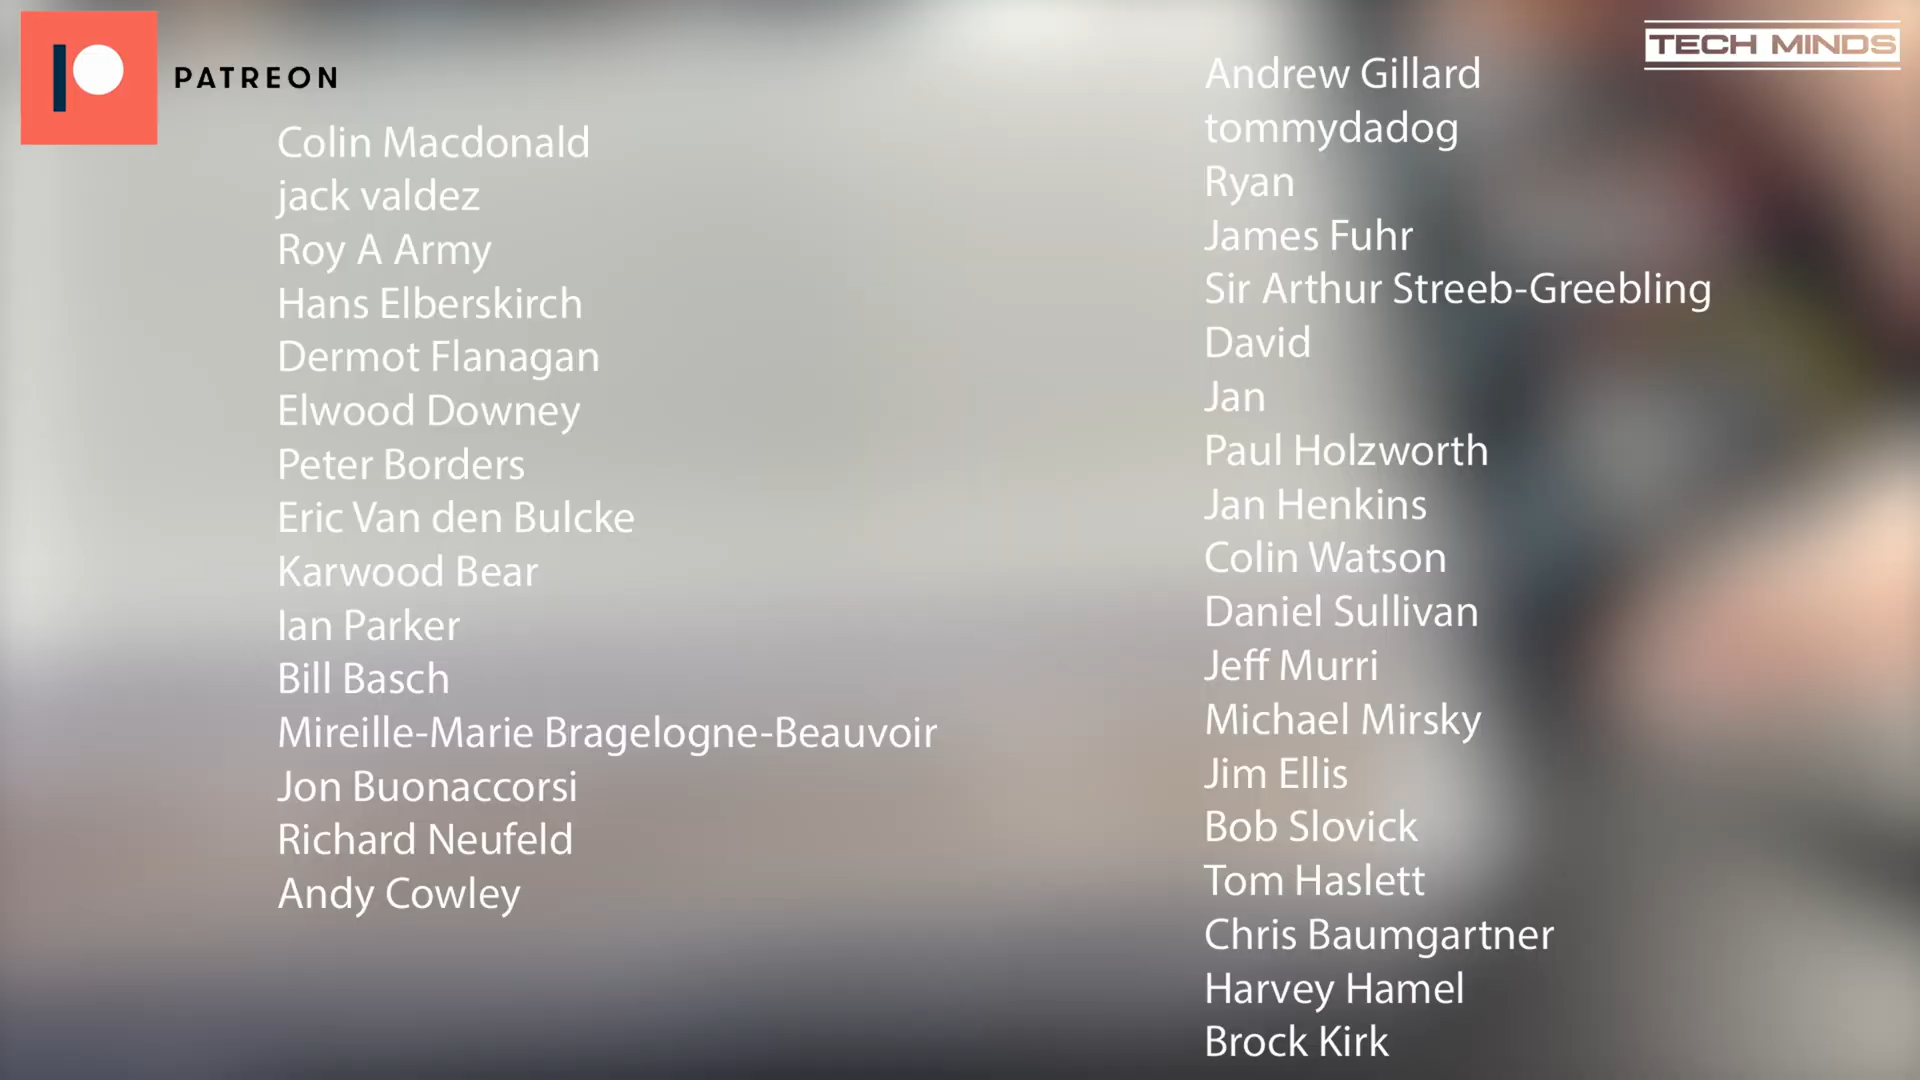 PATREON
Colin Macdonald
jack valdez
Roy A Army
Hans Elberskirch
Dermot Flanagan
Elwood Downey
Peter Borders
Eric Van den Bulcke
Karwood Bear
Ian Parker
Bill Basch
Mireille-Marie Bragelogne-Beauvoir
Jon Buonaccorsi
Richard Neufeld
Andy Cowley
TECH MINDS
Andrew Gillard
tommydadog
Ryan
James Fuhr
Sir Arthur Streeb-Greebling
David
Jan
Paul Holzworth
Jan Henkins
Colin Watson
Daniel Sullivan
Jeff Murri
Michael Mirsky
Jim Ellis
Bob Slovick
Tom Haslett
Chris Baumgartner
Harvey Hamel
Brock Kirk